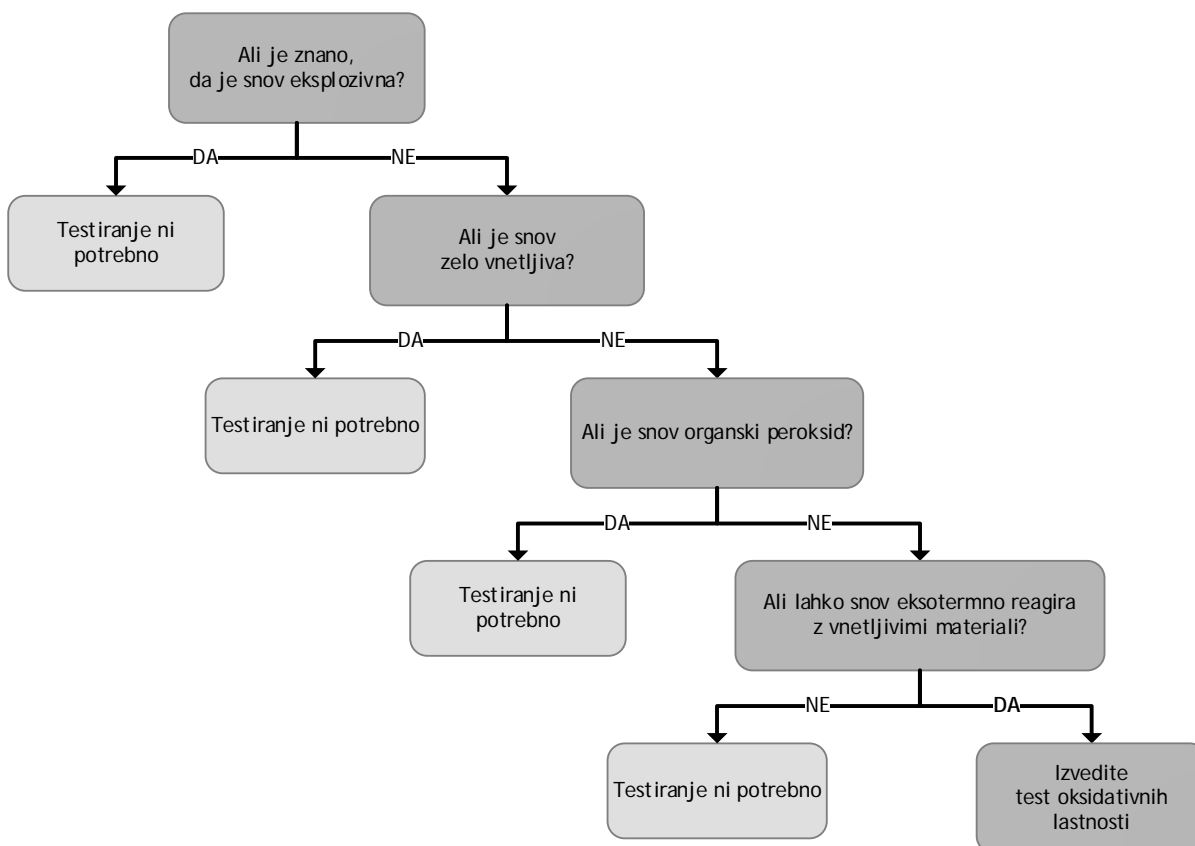 Ali je znano,
da je snov eksplozivna?
DA
NE
Testiranje ni
potrebno
Ali je snov
zelo vnetljiva?
DA
NE
Testiranje ni potrebno
Ali je snov organski peroksid?
DA
NE
Testiranje ni
potrebno
Ali lahko snov eksotermno reagira
z vnetljivimi materiali?
NE
DA
Testiranje ni potrebno
Izvedite
test oksidativnih
lastnosti